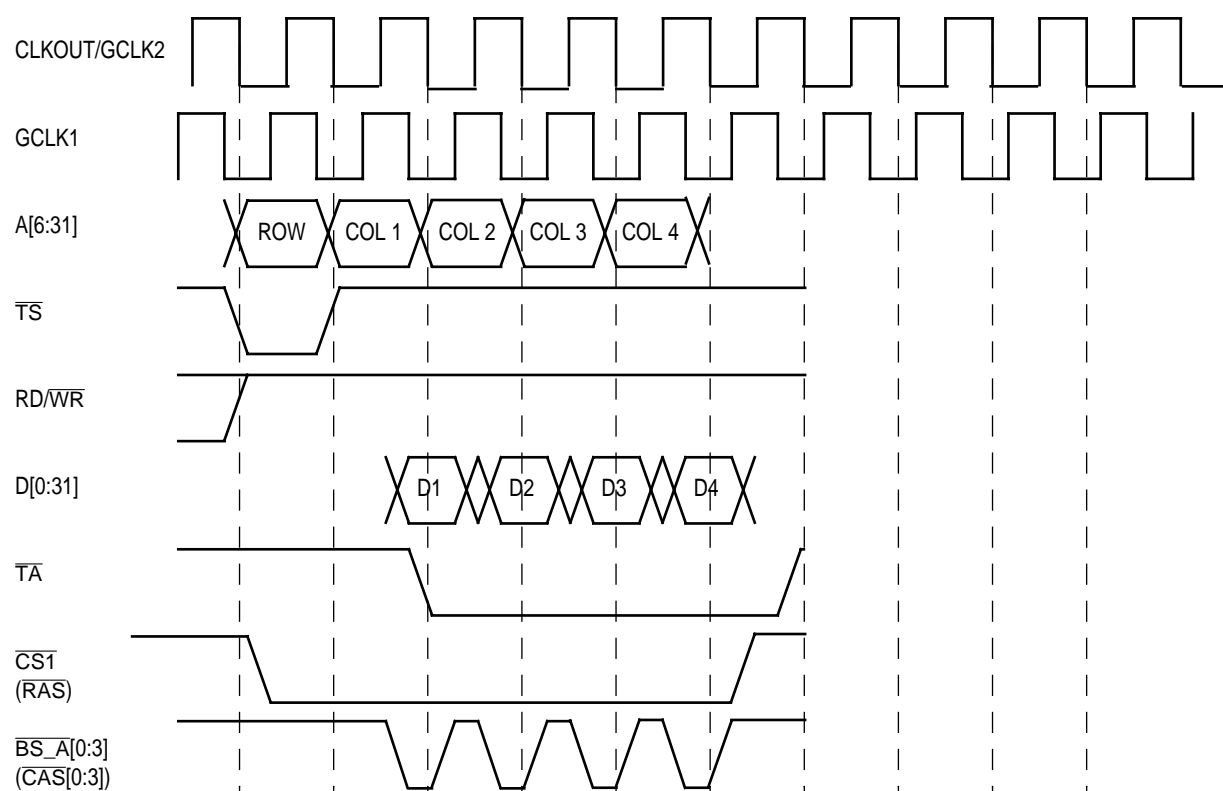 CLKOUT/GCLK2
GCLK1
A[6:31]
ROW COL 1 COL 2 COL 3 COL 4
TS
RD/WR
D[0:31]
D1 D2 D3 D4
TA
CS1
(RAS)
BS_A[0:3]
(CAS[0:3])